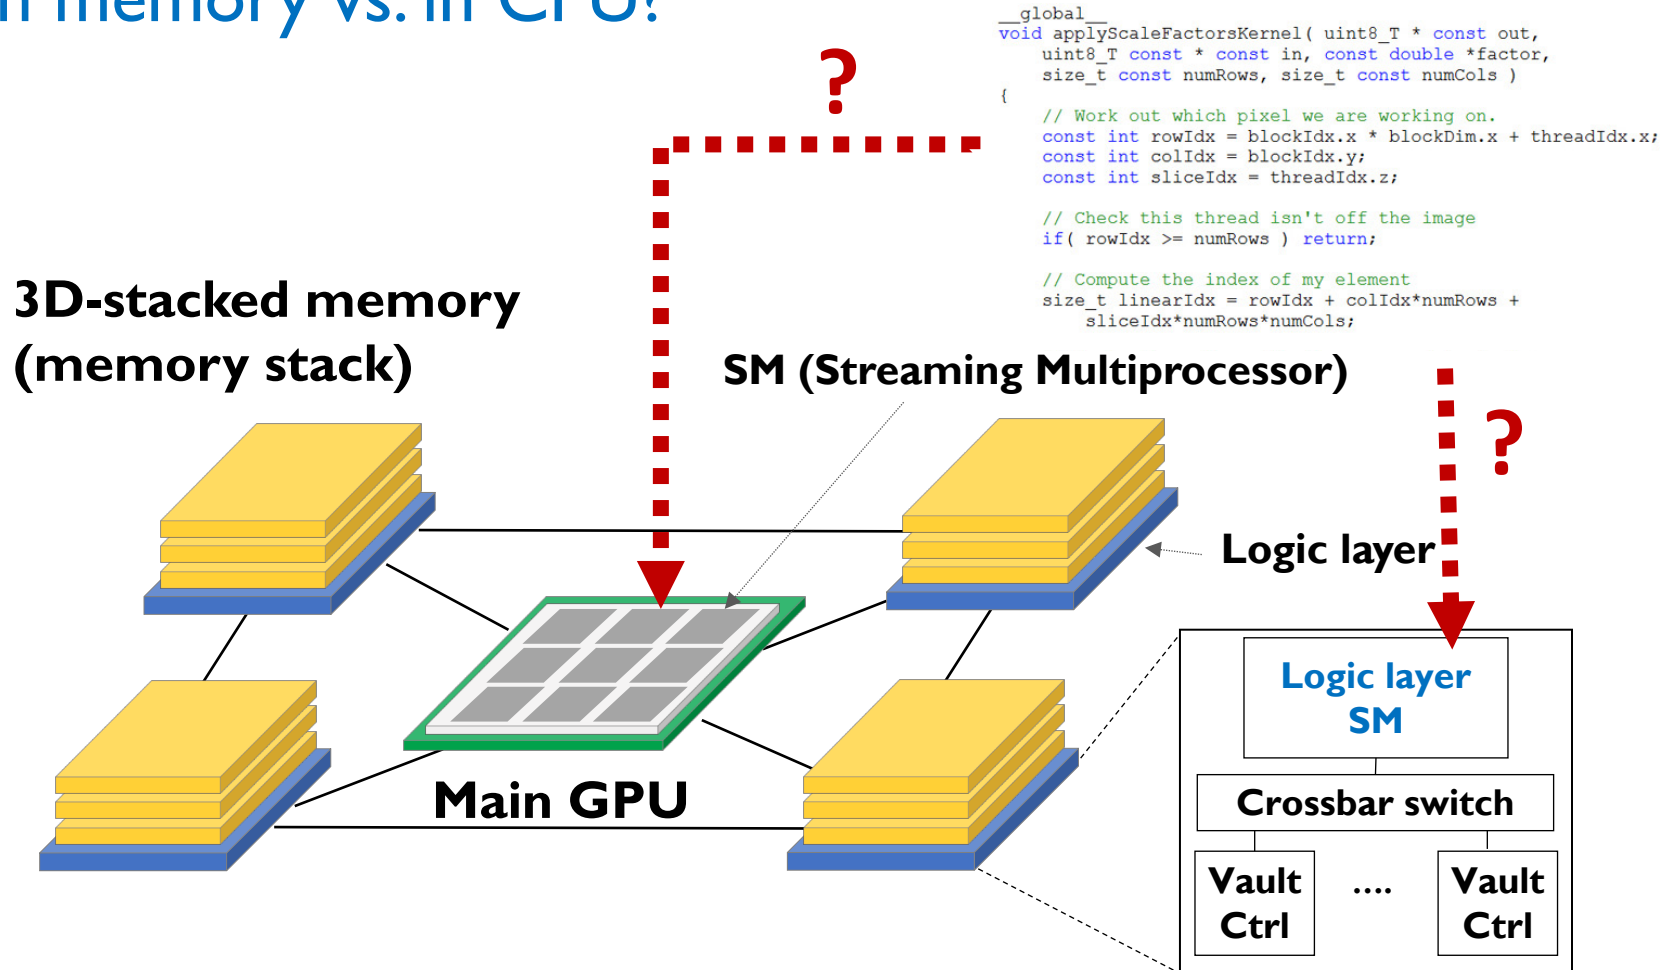 memory vs. in CPU?
__global__
void applyScaleFactorsKernel( uint8_T * const out,
uint8_T const * const in, const double *factor,
size_t const numRows, size_t const numCols )
{
// Work out which pixel we are working on.
const int rowIdx = blockIdx.x * blockDim.x + threadIdx.x;
const int colIdx = blockIdx.y;
const int sliceIdx = threadIdx.z;
// Check this thread isn't off the image
if( rowIdx >= numRows ) return;
// Compute the index of my element
size_t linearIdx = rowIdx + colIdx*numRows +
sliceIdx*numRows*numCols;
?
3D-stacked memory
(memory stack)
SM (Streaming Multiprocessor)
?
Logic layer
Main GPU
Logic layer
SM
Crossbar switch
Vault
Ctrl
....
Vault
Ctrl